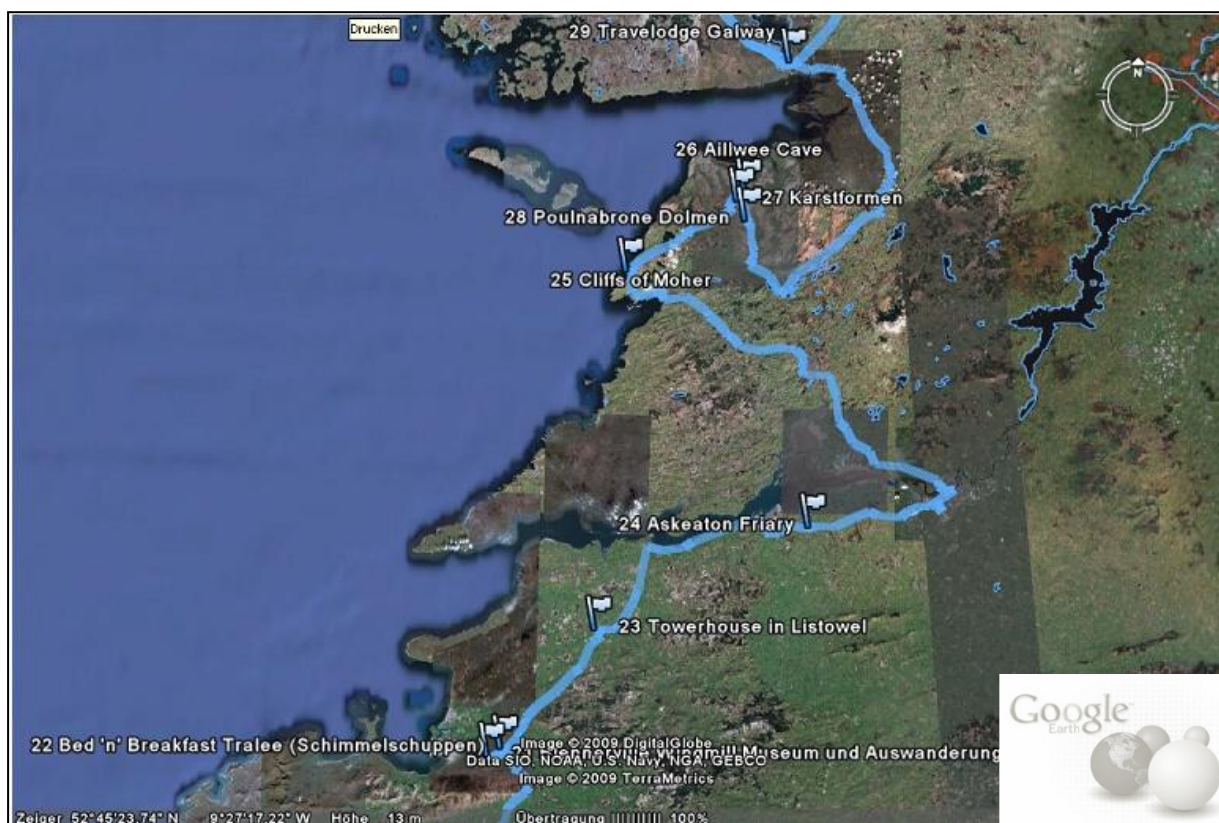 Drucken
29 Travelodge Galway
N
26 Aillwee Cave
27 Karstformen
28 Poulnabrone Dolmen
25 Cliffs of Moher
24 Askeaton Friary
23 Towerhouse in Listowel
22 Bed 'n' Breakfast Tralee (Schimmelschuppen)
Windmill Museum und Auswanderung
Image © 2009 DigitalGlobe
Data SIO, NOAA, U.S. Navy, NGA, GEBCO
Image © 2009 TerraMetrics
Zeiger 52°45'23.74" N 9°27'17.22" W Höhe 13 m Übertragung |||||||||| 100%
Google
Earth